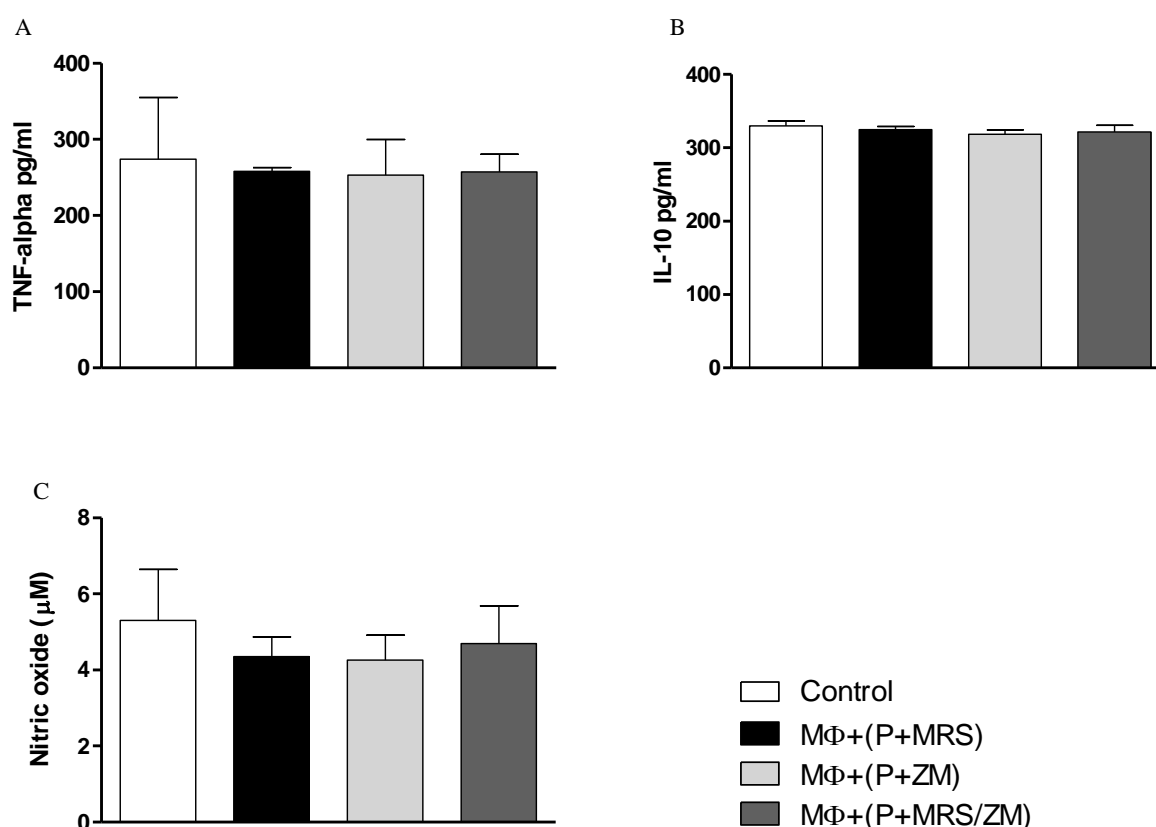 A
TNF-alpha pg/ml
400
300
200
100
0
B
IL-10 pg/ml
400
300
200
100
0
C
Nitric oxide (μM)
8
6
4
2
0
Control
MΦ+(P+MRS)
MΦ+(P+ZM)
MΦ+(P+MRS/ZM)